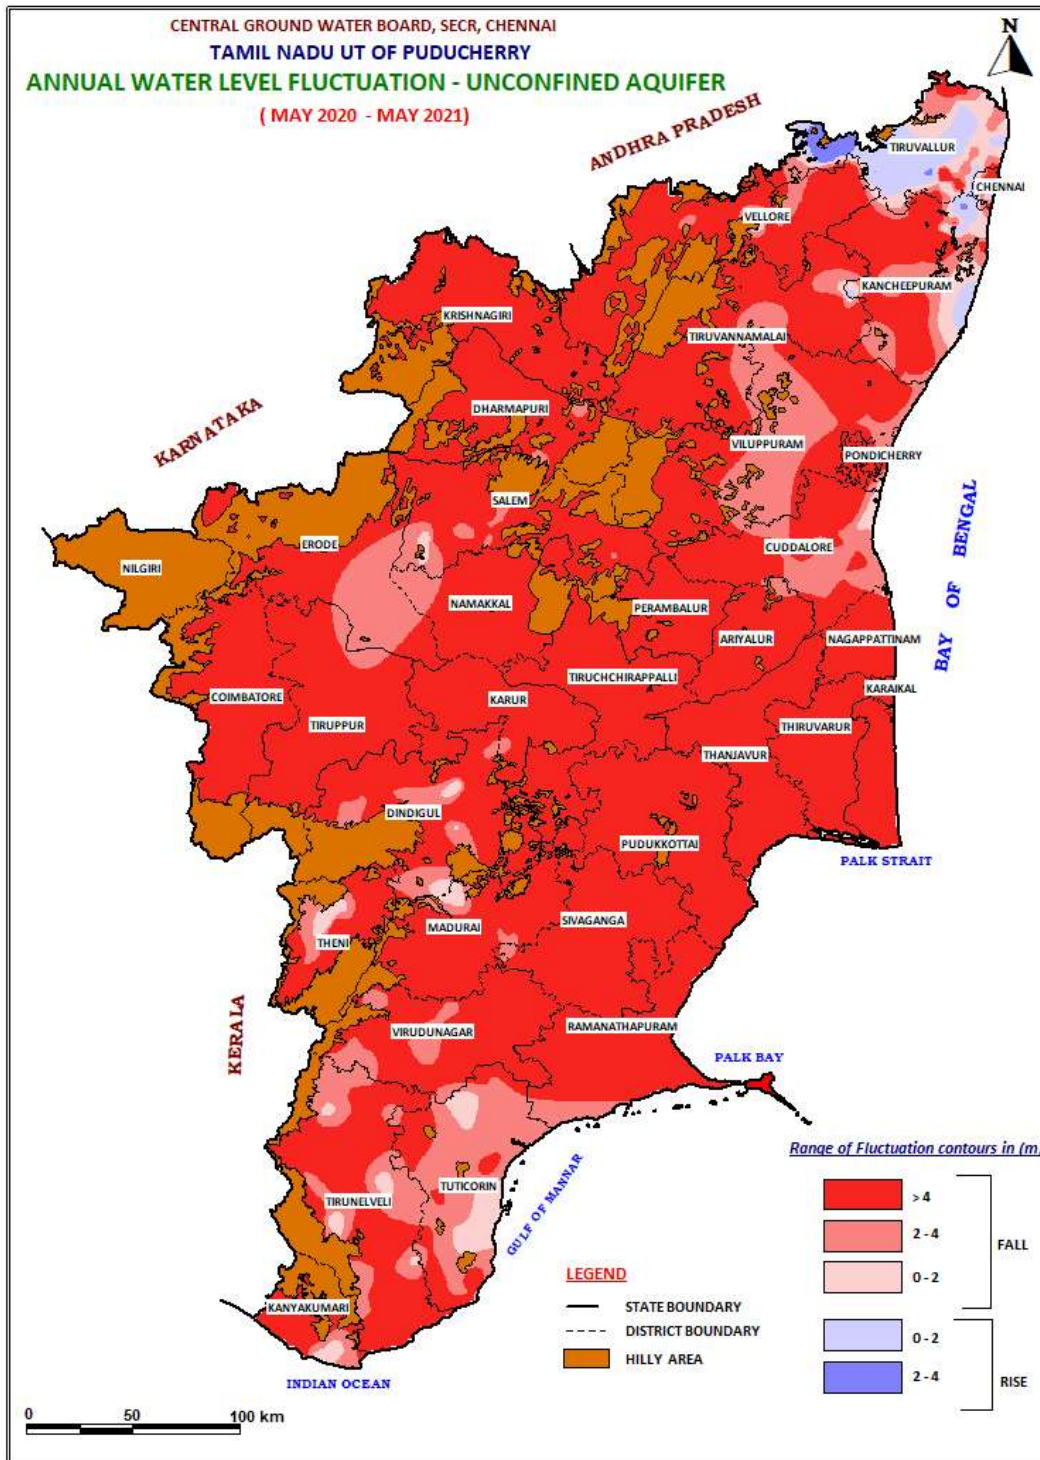 CENTRAL GROUND WATER BOARD, SECR, CHENNAI
TAMIL NADU UT OF PUDUCHERRY
ANNUAL WATER LEVEL FLUCTUATION - UNCONFINED AQUIFER
( MAY 2020 - MAY 2021)
N
ANDHRA PRADESH
TIRUVALLUR
CHENNAI
VELLORE
KANCHEEPURAM
KRISHNAGIRI
TIRUVANNAMALAI
KARNATAKA
DHARMAPURI
VILUPPURAM
PONDICHERRY
SALEM
BAY OF BENGAL
ERODE
CUDDALORE
NILGIRI
NAMAKKAL
PERAMBALUR
ARIYALUR
NAGAPPATTINAM
TIRUCHCHIRAPPALLI
KARAIKAL
COIMBATORE
KARUR
TIRUPPUR
THIRUVARUR
THANJAVUR
DINDIGUL
PUDUKKOTTAI
PALK STRAIT
SIVAGANGA
MADURAI
THENI
KERALA
VIRUDUNAGAR
RAMANATHAPURAM
PALK BAY
Range of Fluctuation contours in (m
TUTICORIN
GULF OF MANNAR
TIRUNELVELI
> 4
2 - 4
FALL
0 - 2
LEGEND
KANYAKUMARI
STATE BOUNDARY
DISTRICT BOUNDARY
HILLY AREA
0 - 2
2 - 4
RISE
INDIAN OCEAN
0 50 100 km